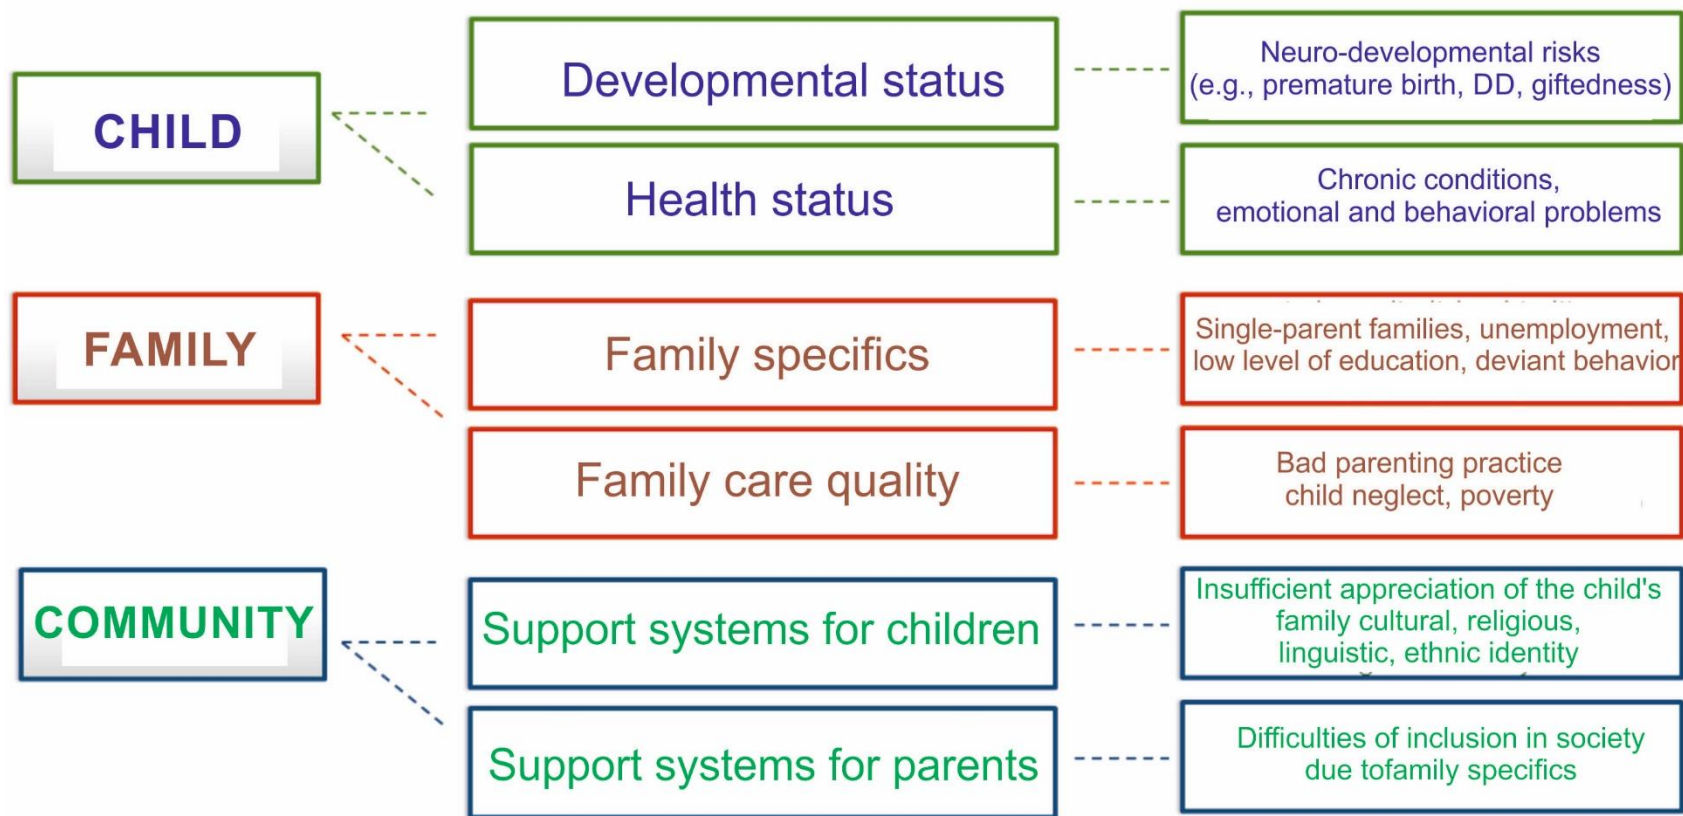 CHILD
Developmental status
Neuro-developmental risks
(e.g., premature birth, DD, giftedness)
Health status
Chronic conditions,
emotional and behavioral problems
FAMILY
Family specifics
Single-parent families, unemployment,
low level of education, deviant behavior
Family care quality
Bad parenting practice
child neglect, poverty
COMMUNITY
Support systems for children
Insufficient appreciation of the child's
family cultural, religious,
linguistic, ethnic identity
Support systems for parents
Difficulties of inclusion in society
due tofamily specifics